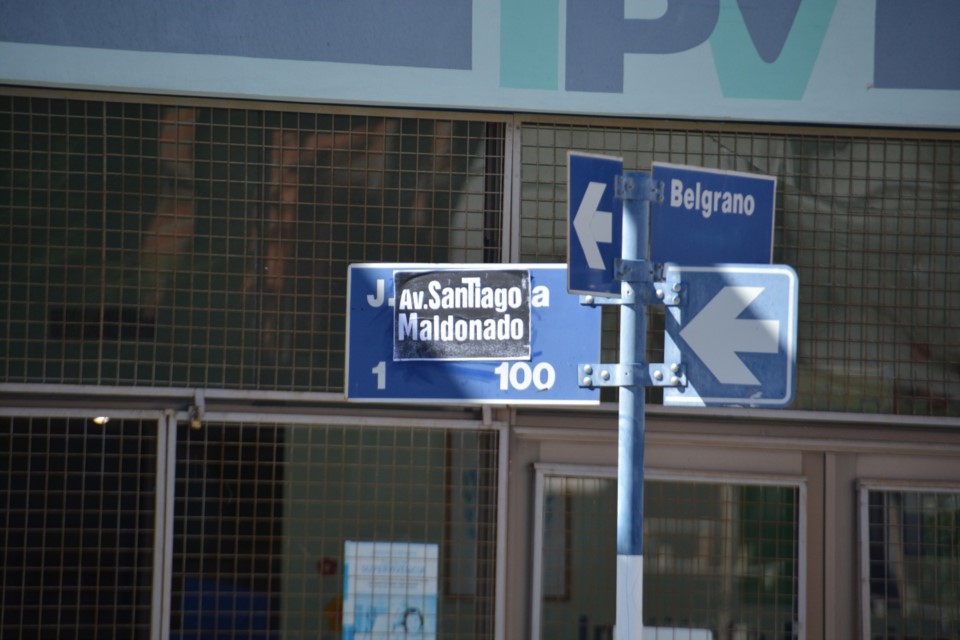 IPV
Belgrano
J. a
Av. Santiago
Maldonado
1 100